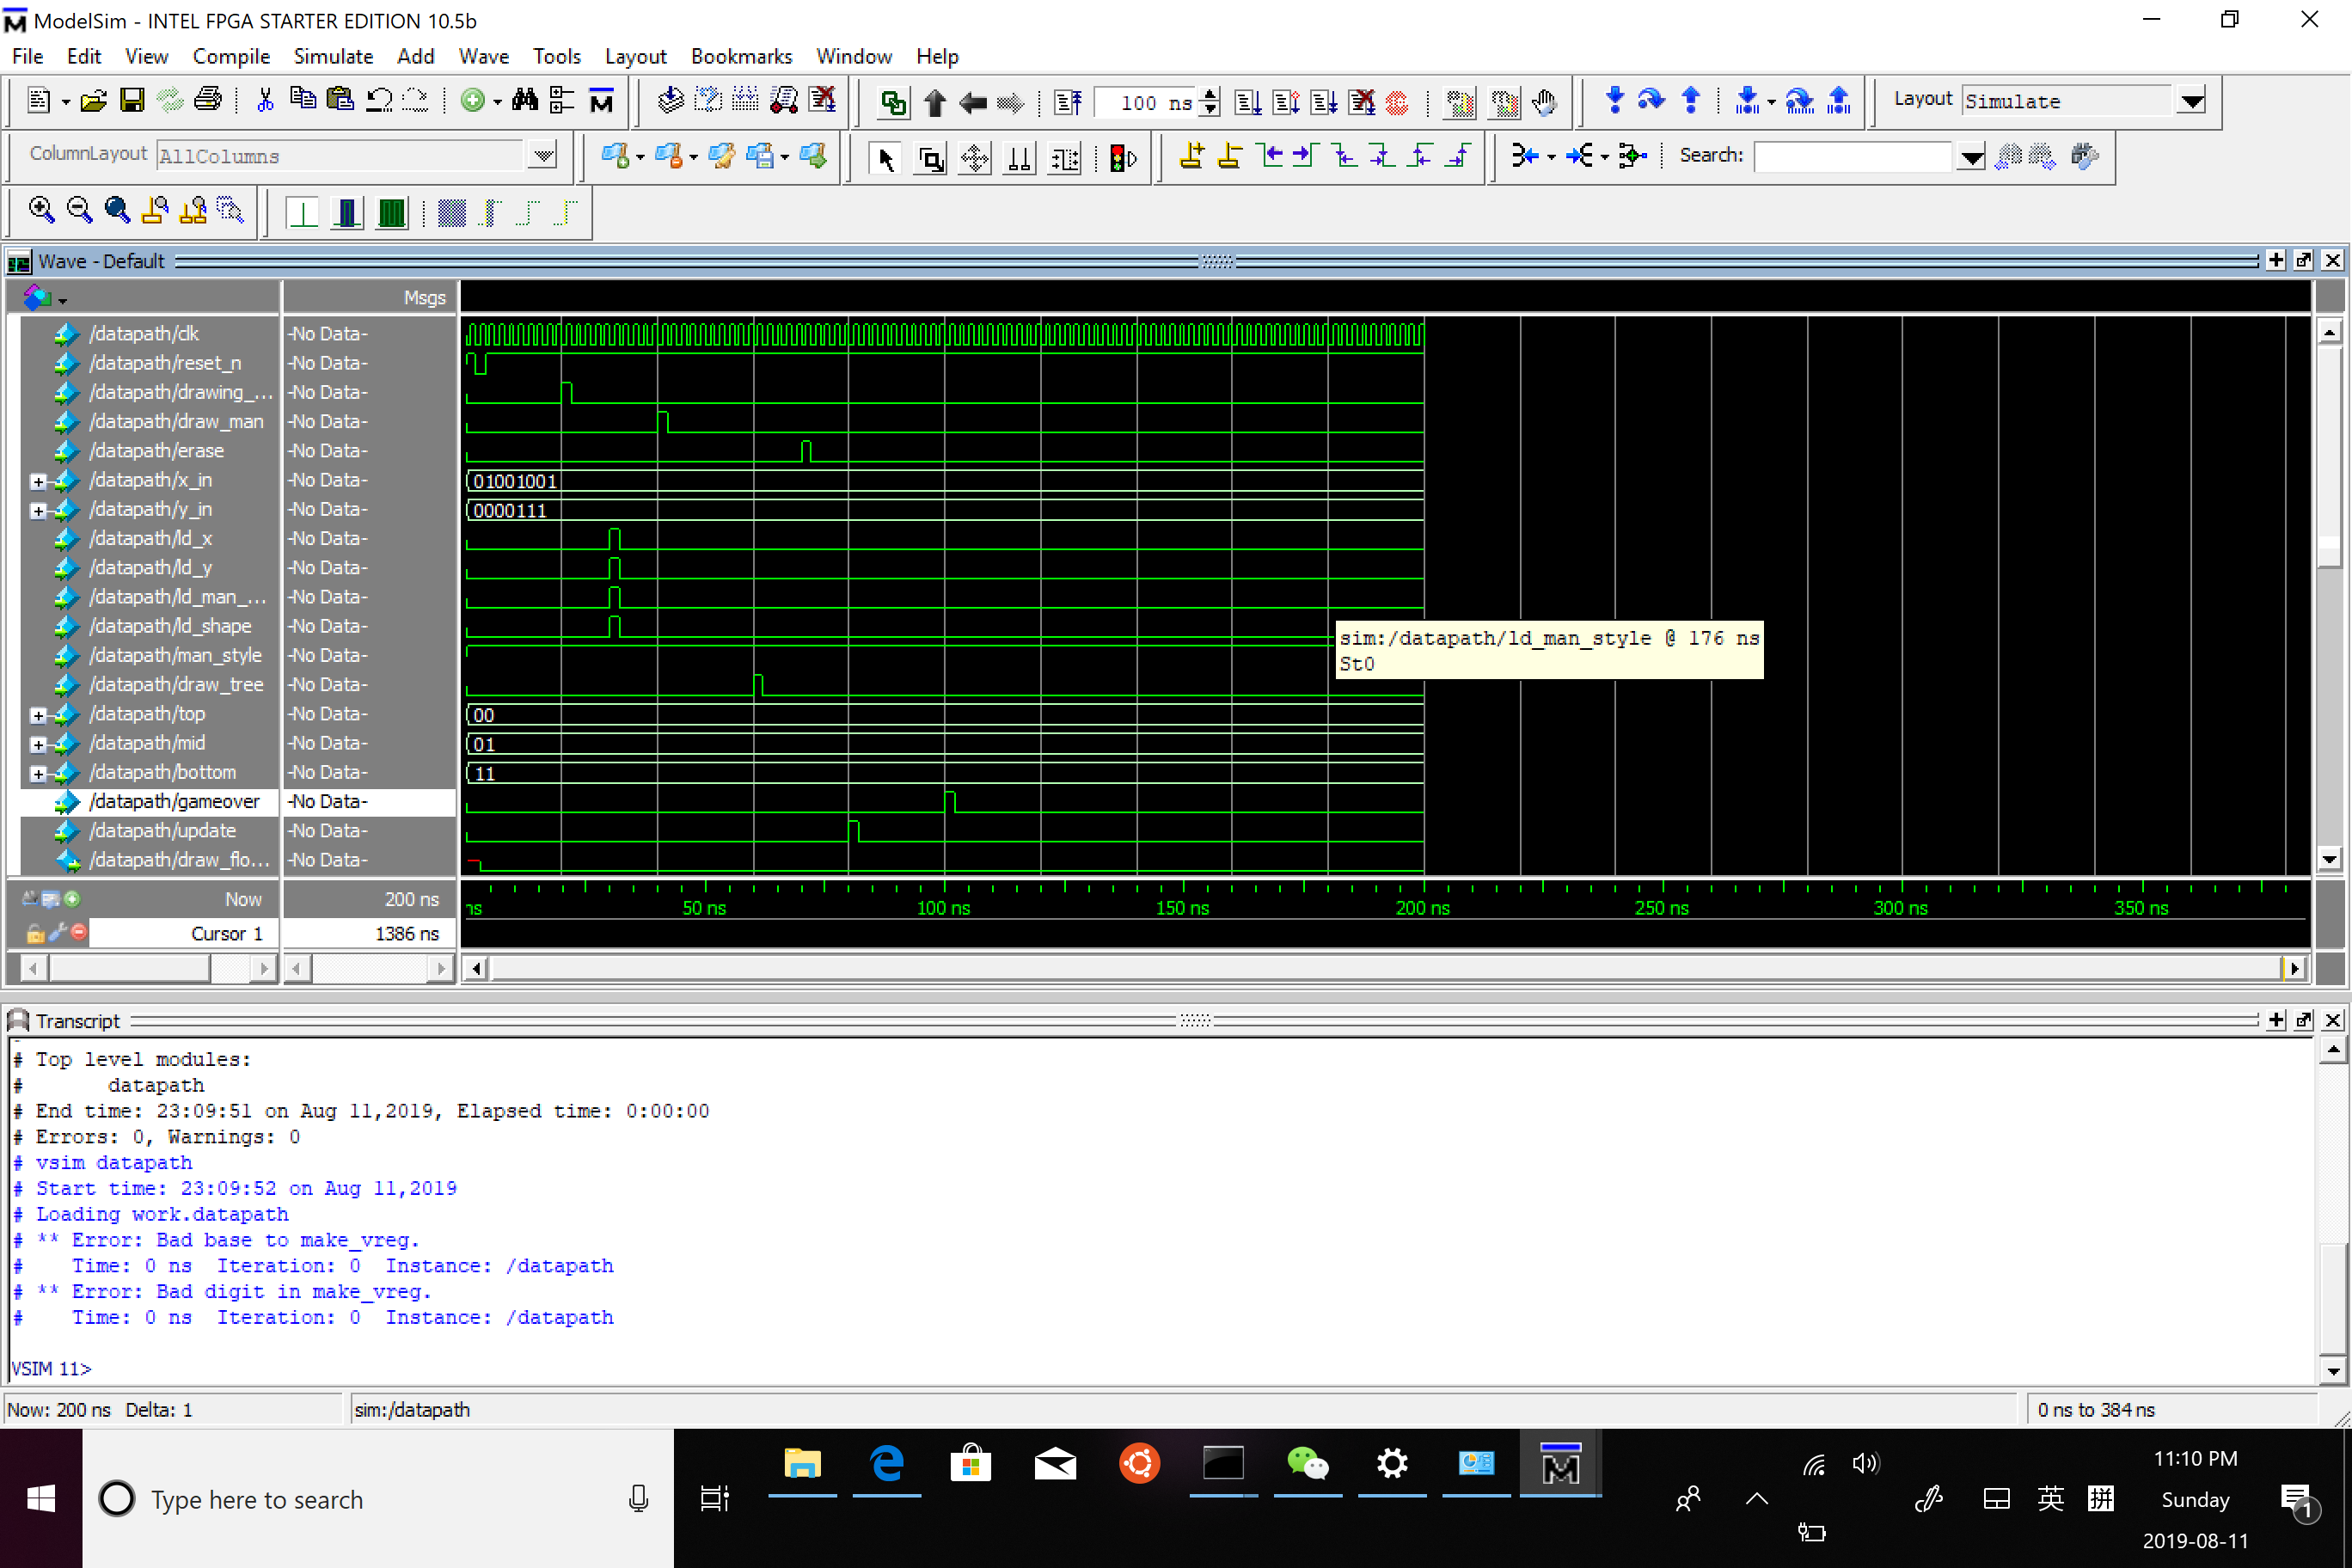 ModelSim - INTEL FPGA STARTER EDITION 10.5b
File Edit View Compile Simulate Add Wave Tools Layout Bookmarks Window Help
100 ns
Layout Simulate
ColumnLayout AllColumns
Search:
Wave - Default
Msgs
/datapath/clk -No Data-
/datapath/reset_n -No Data-
/datapath/drawing_... -No Data-
/datapath/draw_man -No Data-
/datapath/erase -No Data-
/datapath/x_in -No Data- 01001001
/datapath/y_in -No Data- 0000111
/datapath/ld_x -No Data-
/datapath/ld_y -No Data-
/datapath/ld_man_... -No Data-
/datapath/ld_shape -No Data-
sim:/datapath/ld_man_style @ 176 ns
St0
/datapath/man_style -No Data-
/datapath/draw_tree -No Data-
/datapath/top -No Data- 00
/datapath/mid -No Data- 01
/datapath/bottom -No Data- 11
/datapath/gameover -No Data-
/datapath/update -No Data-
/datapath/draw_flo... -No Data-
Now 200 ns
ns 50 ns 100 ns 150 ns 200 ns 250 ns 300 ns 350 ns
Cursor 1 1386 ns
Transcript
# Top level modules:
# datapath
# End time: 23:09:51 on Aug 11,2019, Elapsed time: 0:00:00
# Errors: 0, Warnings: 0
# vsim datapath
# Start time: 23:09:52 on Aug 11,2019
# Loading work.datapath
# ** Error: Bad base to make_vreg.
# Time: 0 ns Iteration: 0 Instance: /datapath
# ** Error: Bad digit in make_vreg.
# Time: 0 ns Iteration: 0 Instance: /datapath
VSIM 11>
Now: 200 ns Delta: 1
sim:/datapath
0 ns to 384 ns
Type here to search
英 拼
11:10 PM
Sunday
2019-08-11
1